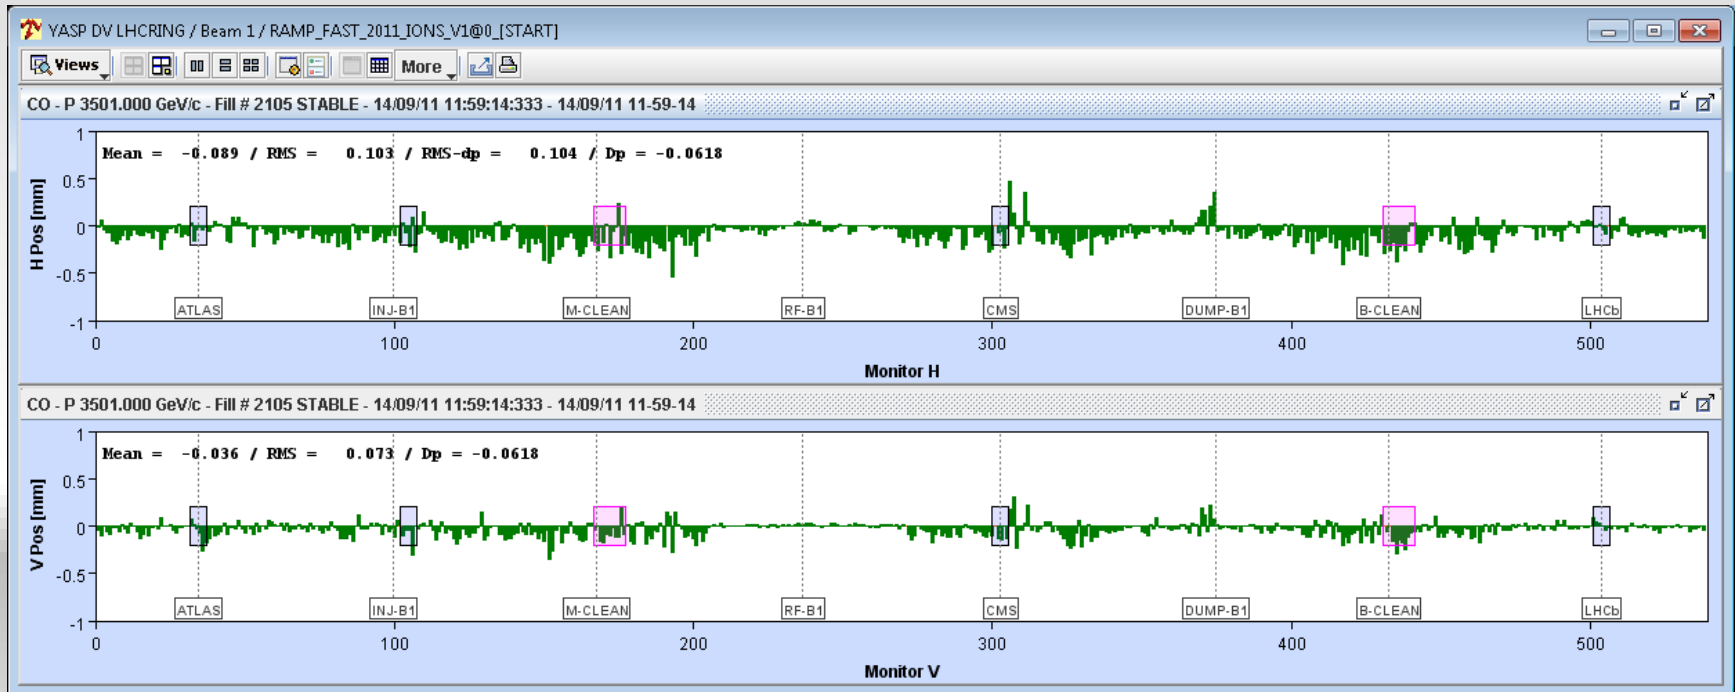 YASP DV LHCRING / Beam 1 / RAMP_FAST_2011_IONS_V1@0_[START]
Views More
CO - P 3501.000 GeV/c - Fill # 2105 STABLE - 14/09/11 11:59:14:333 - 14/09/11 11-59-14
Mean = -0.089 / RMS = 0.103 / RMS-dp = 0.104 / Dp = -0.0618
H Pos [mm]
1
0.5
0
-0.5
-1
ATLAS INJ-B1 M-CLEAN RF-B1 CMS DUMP-B1 B-CLEAN LHCb
0 100 200 300 400 500
Monitor H
CO - P 3501.000 GeV/c - Fill # 2105 STABLE - 14/09/11 11:59:14:333 - 14/09/11 11-59-14
Mean = -0.036 / RMS = 0.073 / Dp = -0.0618
V Pos [mm]
1
0.5
0
-0.5
-1
ATLAS INJ-B1 M-CLEAN RF-B1 CMS DUMP-B1 B-CLEAN LHCb
0 100 200 300 400 500
Monitor V